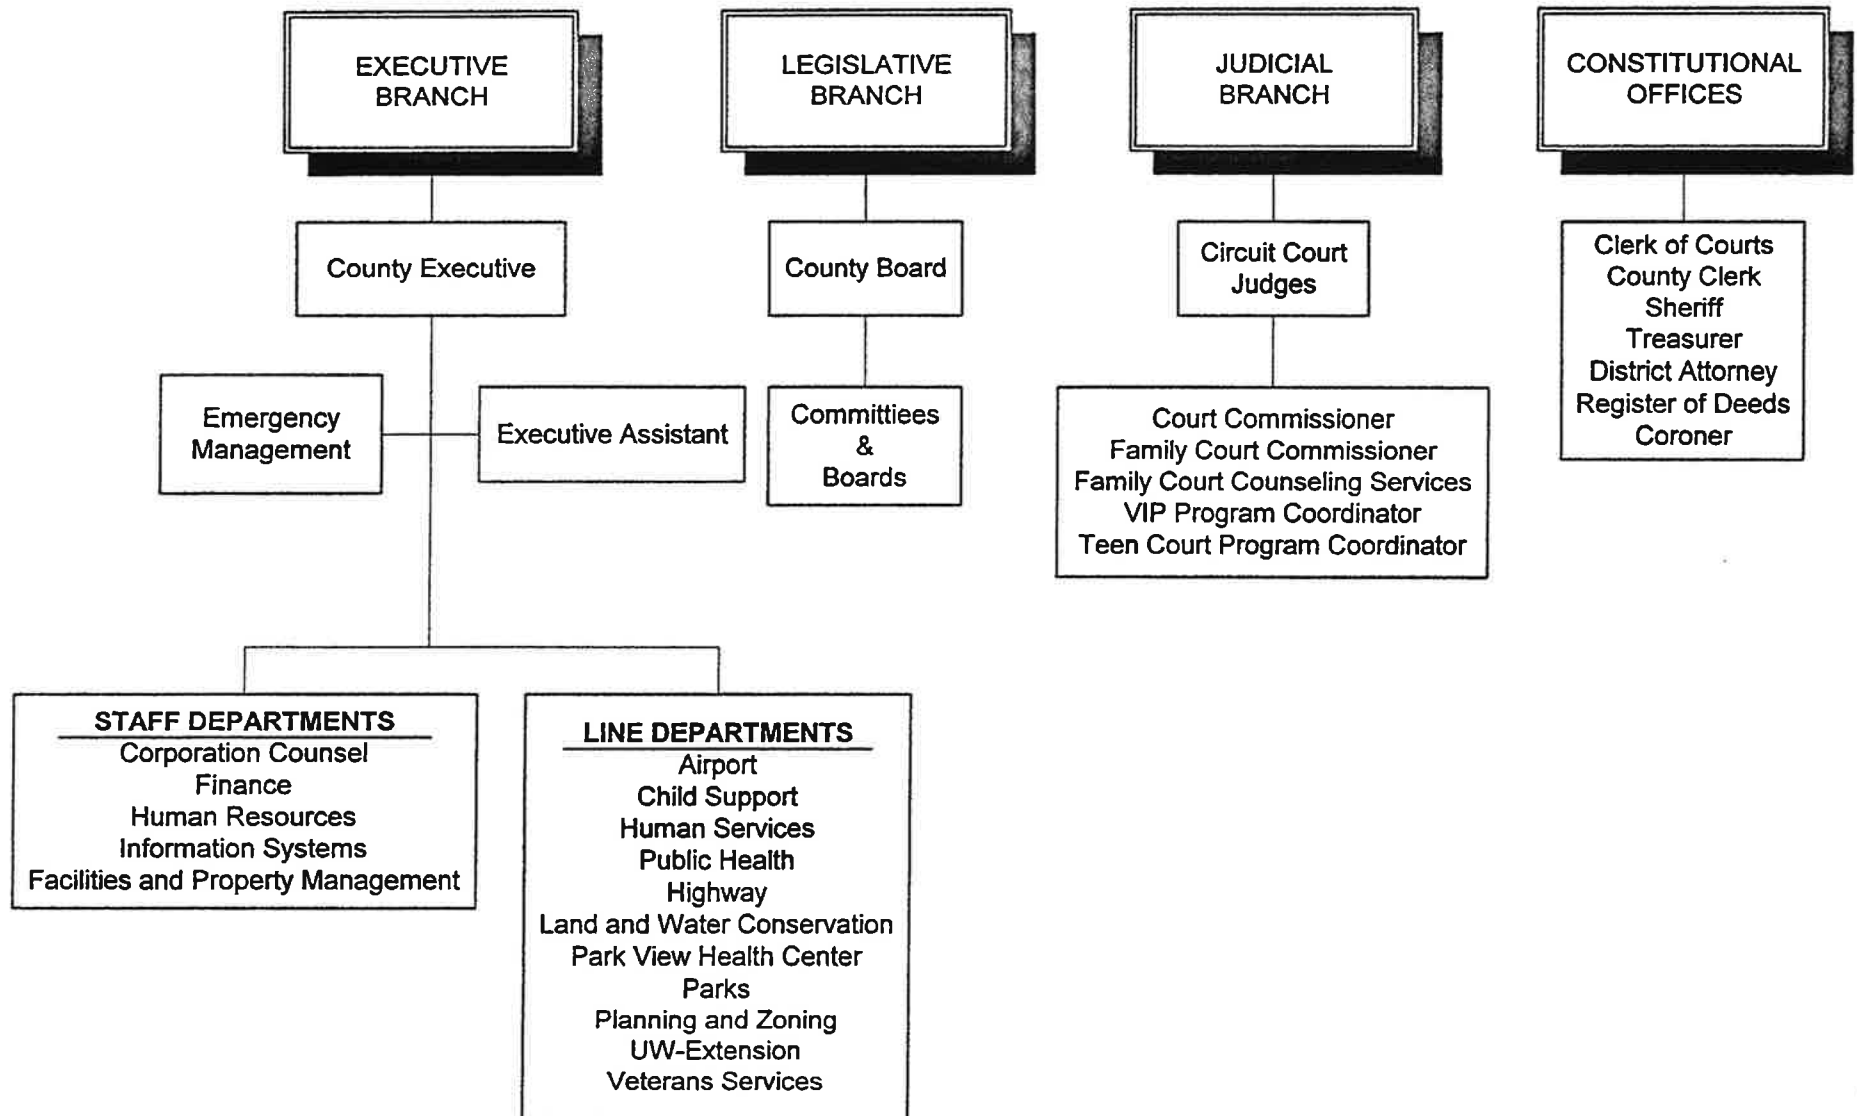 EXECUTIVE
BRANCH
LEGISLATIVE
BRANCH
JUDICIAL
BRANCH
CONSTITUTIONAL
OFFICES
County Executive
County Board
Circuit Court
Judges
Clerk of Courts
County Clerk
Sheriff
Treasurer
District Attorney
Register of Deeds
Coroner
Emergency
Management
Executive Assistant
Committiees
&
Boards
Court Commissioner
Family Court Commissioner
Family Court Counseling Services
VIP Program Coordinator
Teen Court Program Coordinator
STAFF DEPARTMENTS
Corporation Counsel
Finance
Human Resources
Information Systems
Facilities and Property Management
LINE DEPARTMENTS
Airport
Child Support
Human Services
Public Health
Highway
Land and Water Conservation
Park View Health Center
Parks
Planning and Zoning
UW-Extension
Veterans Services